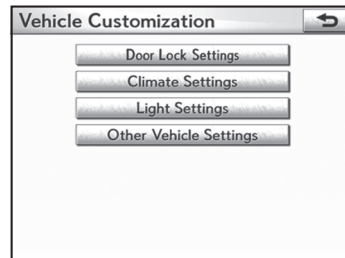 Vehicle Customization
Door Lock Settings
Climate Settings
Light Settings
Other Vehicle Settings